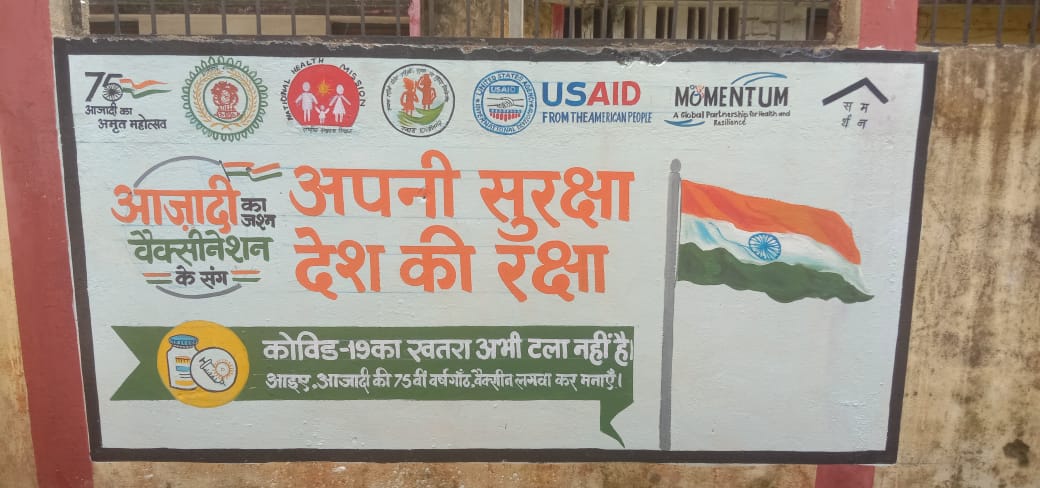 75
आज़ादी का
अमृत महोत्सव
NATIONAL HEALTH MISSION
USAID
USAID
FROM THE AMERICAN PEOPLE
MOMENTUM
A Global Partnership for Health and
Resilience
स म
र्थ न
आज़ादी का
जश्न
वैक्सीनेशन
के संग
अपनी सुरक्षा
देश की रक्षा
कोविड-19 का खतरा अभी टला नहीं है।
आइए, आजादी की 75 वीं वर्षगाँठ, वैक्सीन लगवा कर मनाएँ।